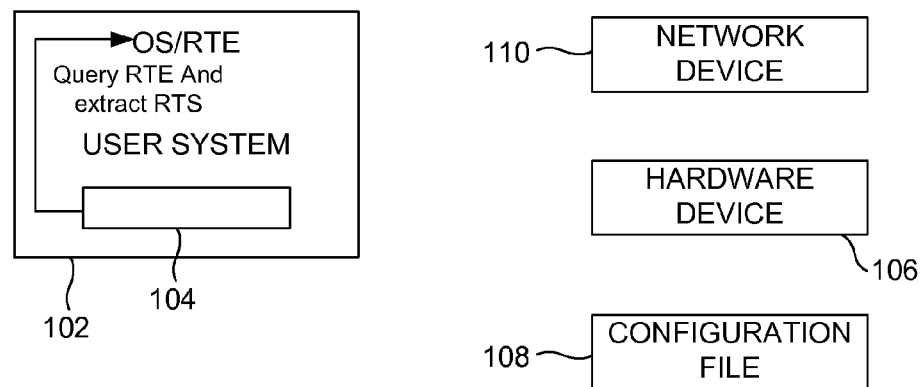 OS/RTE
Query RTE And
extract RTS
USER SYSTEM
104
102
NETWORK
DEVICE
110
HARDWARE
DEVICE
106
CONFIGURATION
FILE
108